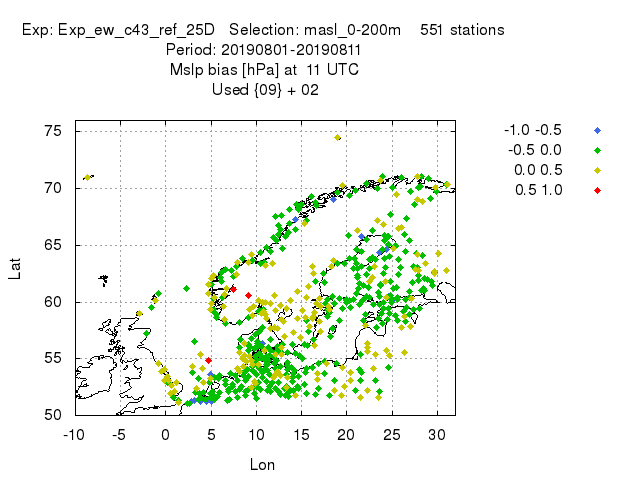 Exp: Exp_ew_c43_ref_25D Selection: masl_0-200m 551 stations
Period: 20190801-20190811
Mslp bias [hPa] at 11 UTC
Used {09} + 02
-1.0 -0.5
-0.5 0.0
0.0 0.5
0.5 1.0
75
70
65
60
55
50
Lat
-10 -5 0 5 10 15 20 25 30
Lon